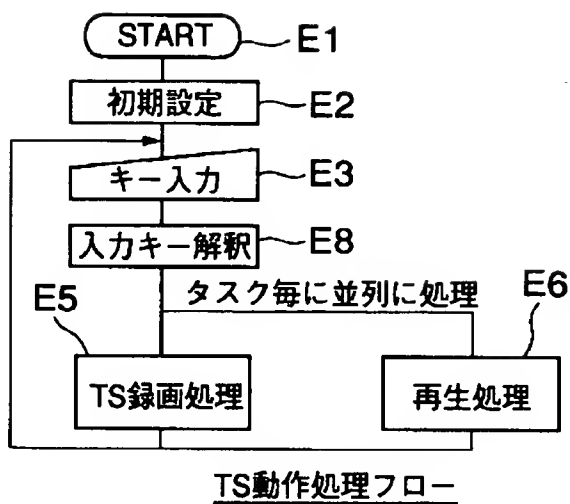 START
E1
初期設定
E2
キー入力
E3
入力キー解釈
E8
タスク毎に並列に処理
E5
E6
TS録画処理
再生処理
TS動作処理フロー